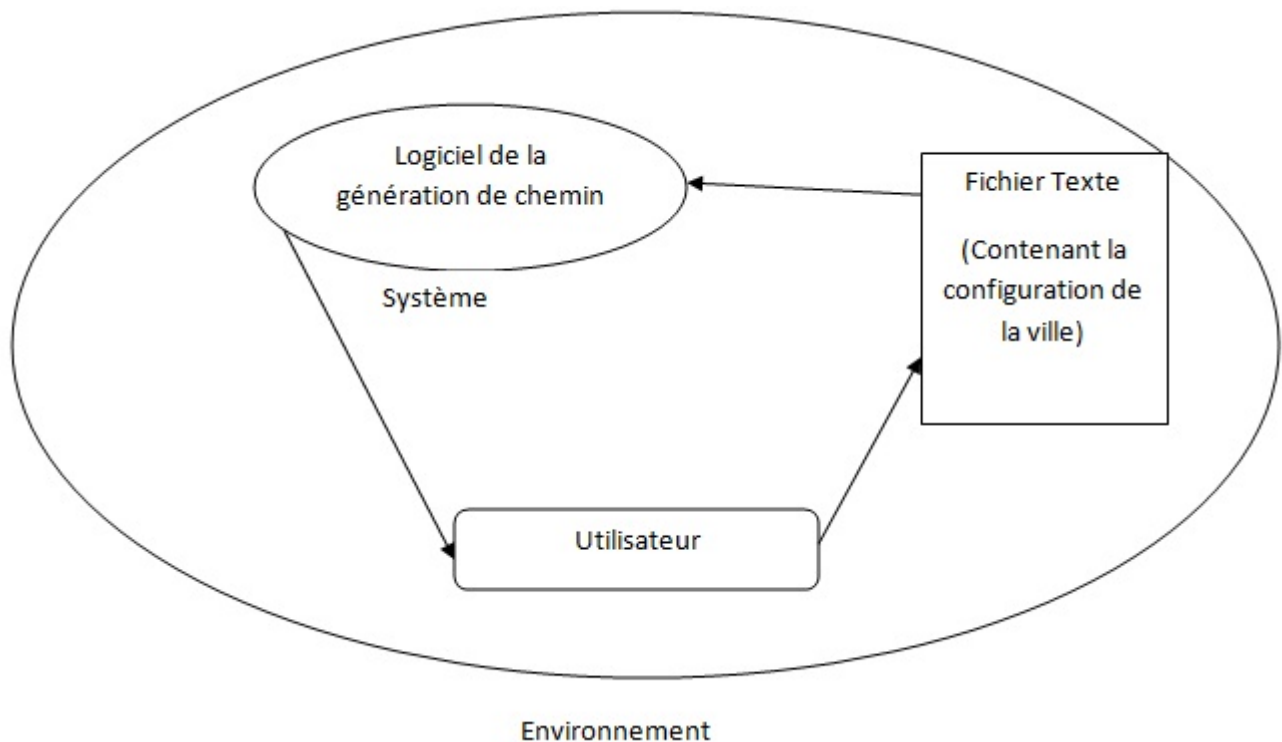 Logiciel de la
génération de chemin
Système
Fichier Texte
(Contenant la
configuration de
la ville)
Utilisateur
Environnement